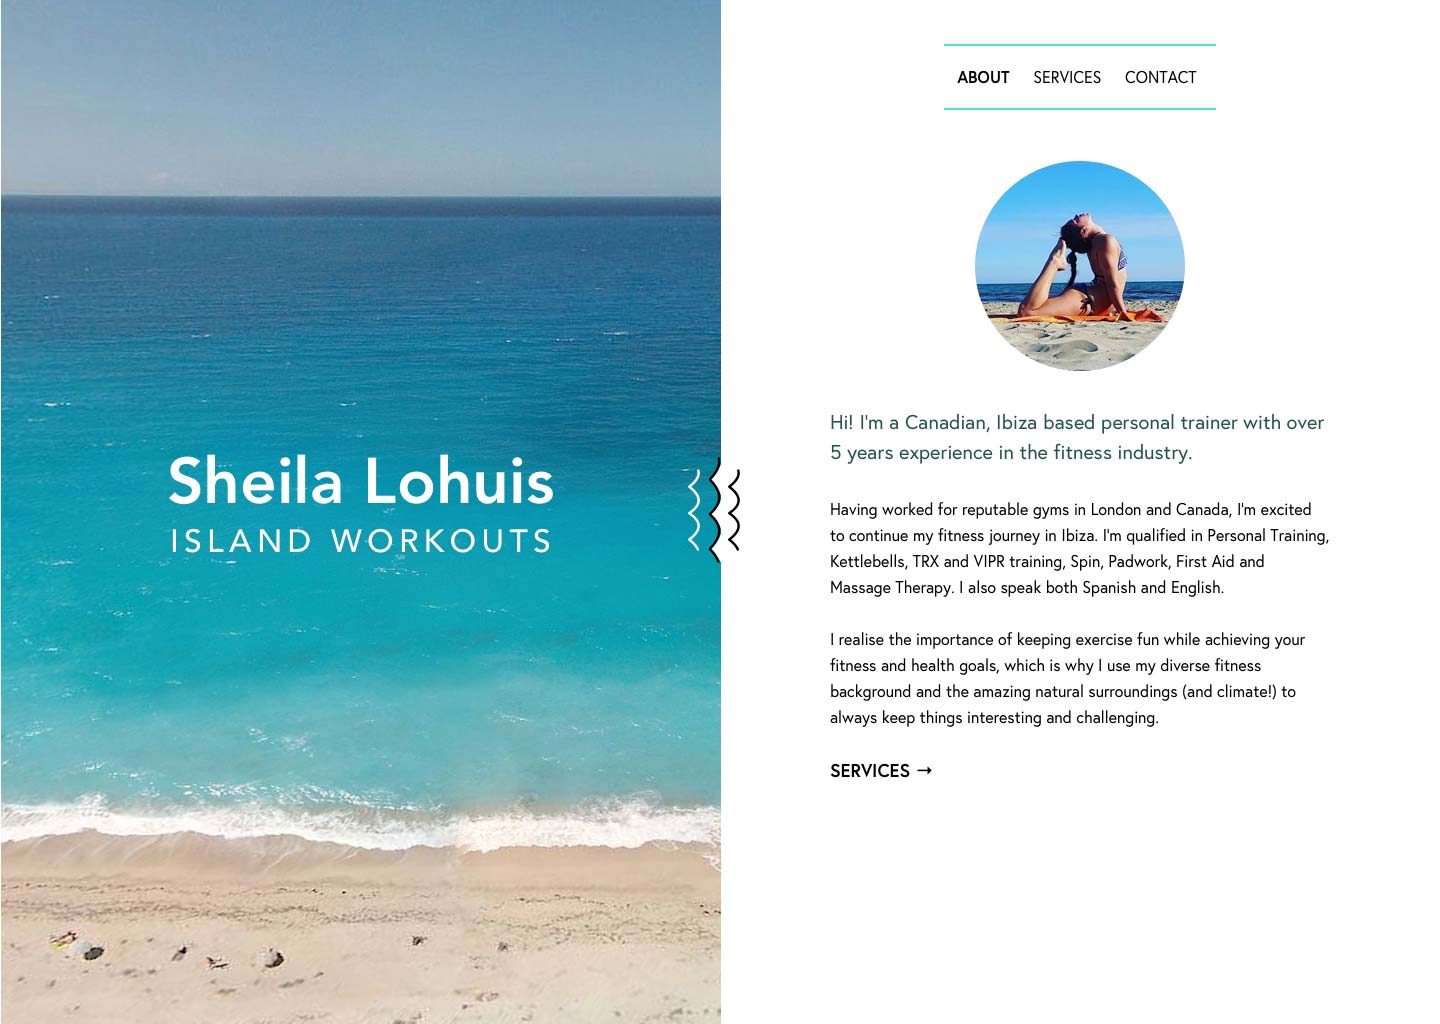 Sheila Lohuis
ISLAND WORKOUTS
ABOUT SERVICES CONTACT
Hi! I'm a Canadian, Ibiza based personal trainer with over
5 years experience in the fitness industry.
Having worked for reputable gyms in London and Canada, I'm excited
to continue my fitness journey in Ibiza. I'm qualified in Personal Training,
Kettlebells, TRX and VIPR training, Spin, Padwork, First Aid and
Massage Therapy. I also speak both Spanish and English.
I realise the importance of keeping exercise fun while achieving your
fitness and health goals, which is why I use my diverse fitness
background and the amazing natural surroundings (and climate!) to
always keep things interesting and challenging.
SERVICES →